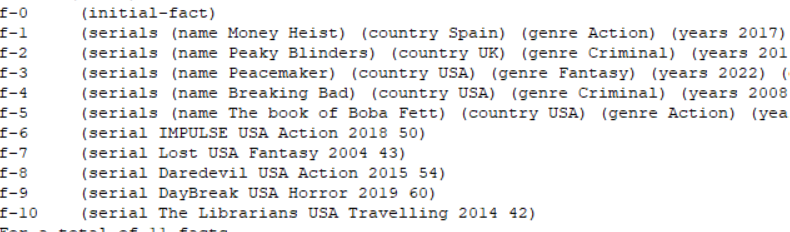 f-0 (initial-fact)
f-1 (serials (name Money Heist) (country Spain) (genre Action) (years 2017)
f-2 (serials (name Peaky Blinders) (country UK) (genre Criminal) (years 201
f-3 (serials (name Peacemaker) (country USA) (genre Fantasy) (years 2022) (
f-4 (serials (name Breaking Bad) (country USA) (genre Criminal) (years 2008
f-5 (serials (name The book of Boba Fett) (country USA) (genre Action) (yea
f-6 (serial IMPULSE USA Action 2018 50)
f-7 (serial Lost USA Fantasy 2004 43)
f-8 (serial Daredevil USA Action 2015 54)
f-9 (serial DayBreak USA Horror 2019 60)
f-10 (serial The Librarians USA Travelling 2014 42)
For a total of 11 facts